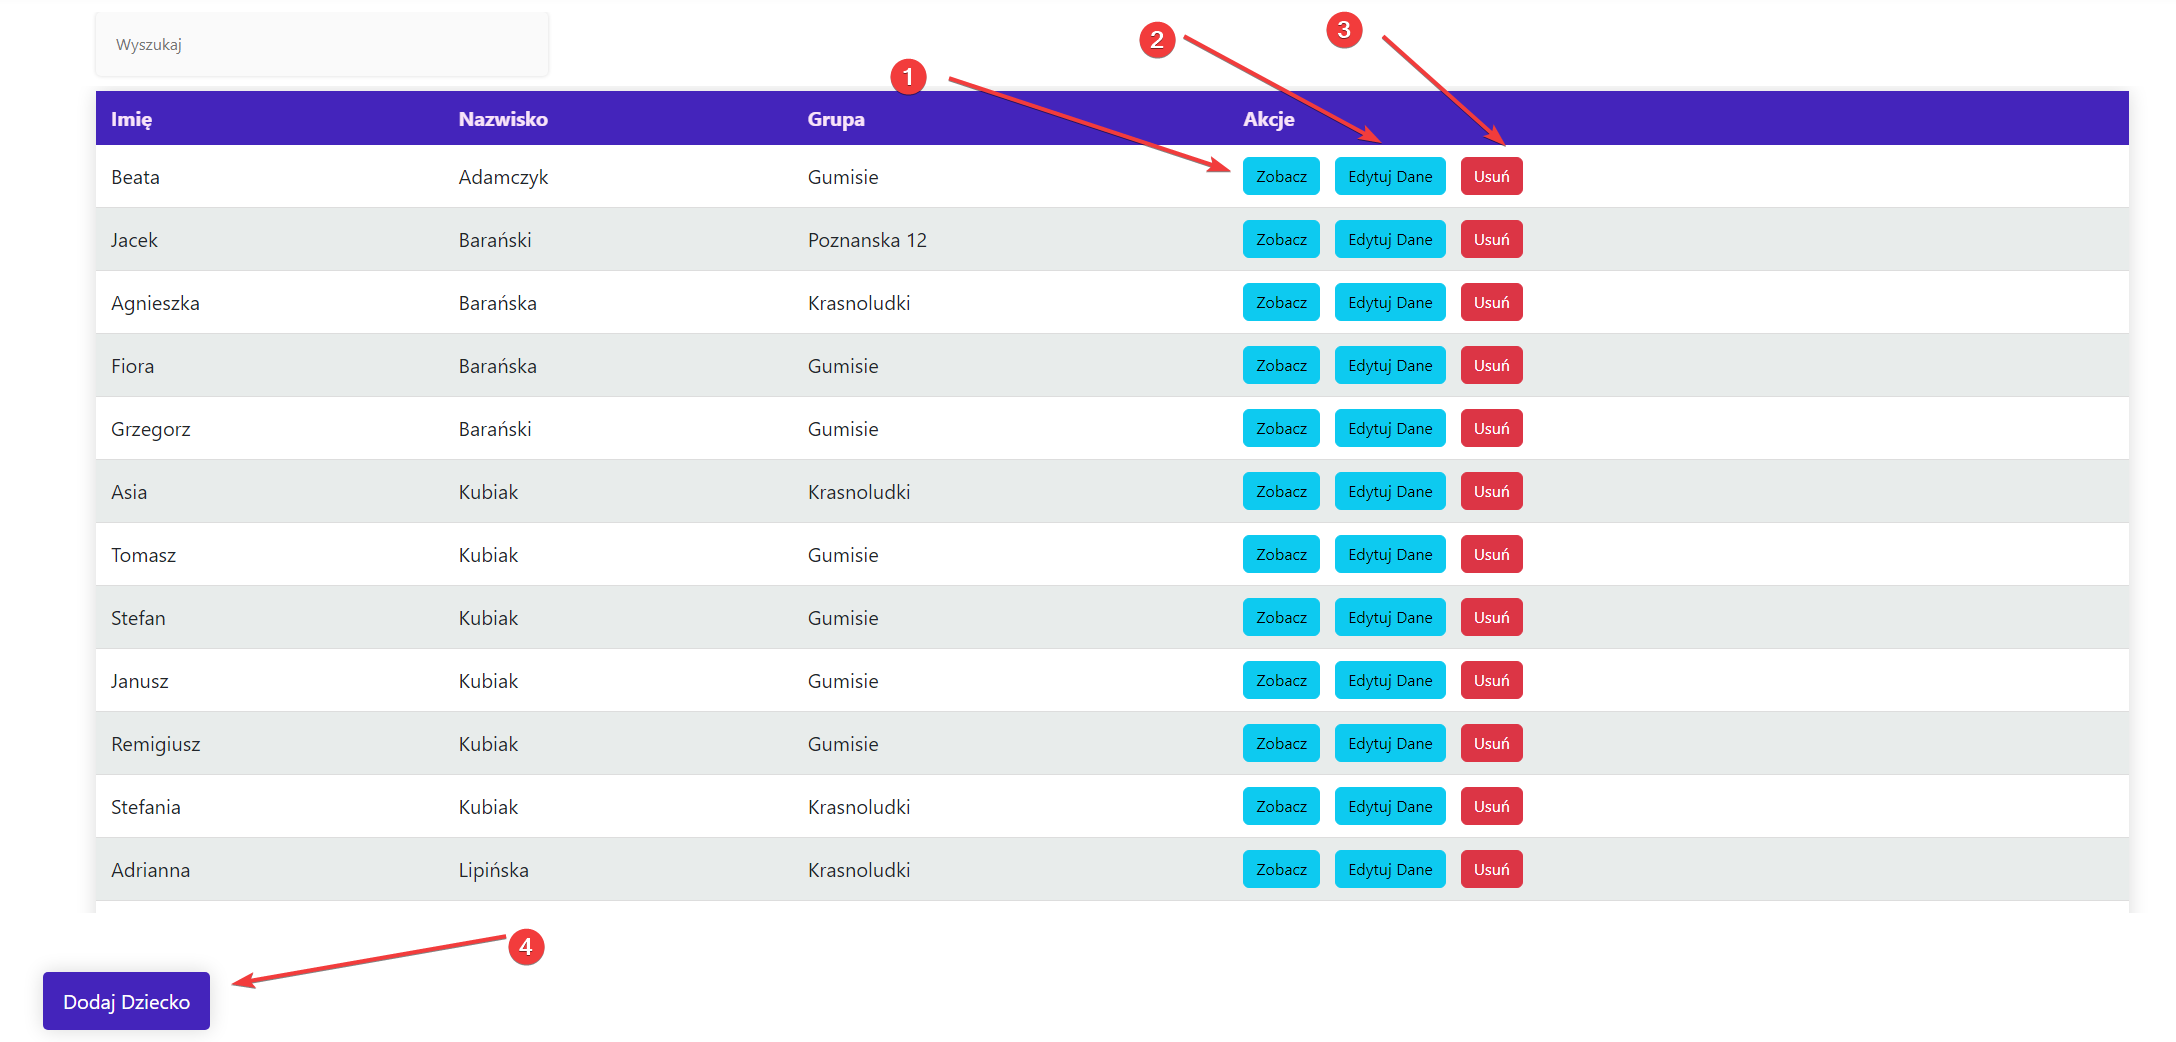 Wyszukaj
1
2
3
Imię Nazwisko Grupa Akcje
Beata Adamczyk Gumisie Zobacz Edytuj Dane Usuń
Jacek Barański Poznanska 12 Zobacz Edytuj Dane Usuń
Agnieszka Barańska Krasnoludki Zobacz Edytuj Dane Usuń
Fiora Barańska Gumisie Zobacz Edytuj Dane Usuń
Grzegorz Barański Gumisie Zobacz Edytuj Dane Usuń
Asia Kubiak Krasnoludki Zobacz Edytuj Dane Usuń
Tomasz Kubiak Gumisie Zobacz Edytuj Dane Usuń
Stefan Kubiak Gumisie Zobacz Edytuj Dane Usuń
Janusz Kubiak Gumisie Zobacz Edytuj Dane Usuń
Remigiusz Kubiak Gumisie Zobacz Edytuj Dane Usuń
Stefania Kubiak Krasnoludki Zobacz Edytuj Dane Usuń
Adrianna Lipińska Krasnoludki Zobacz Edytuj Dane Usuń
4
Dodaj Dziecko